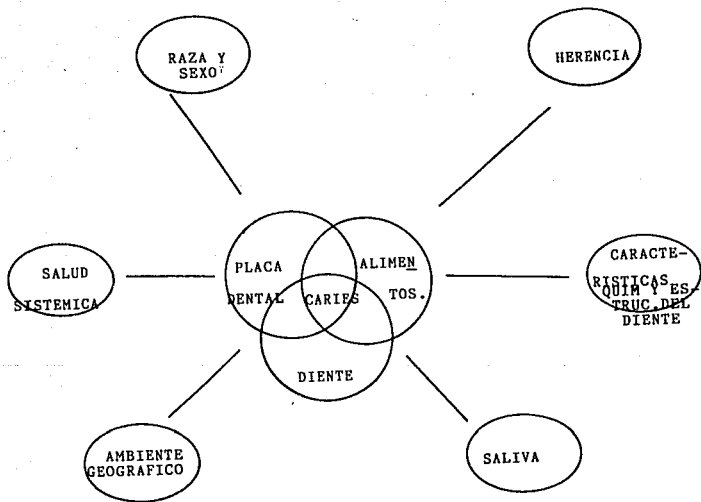 RAZA Y
SEXO
HERENCIA
SALUD
SISTEMICA
PLACA
DENTAL
CARIES
ALIMEN
TOS.
DIENTE
CARACTE-
RISTICAS
QUIM Y ES-
TRUC.DEL
DIENTE
AMBIENTE
GEOGRAFICO
SALIVA